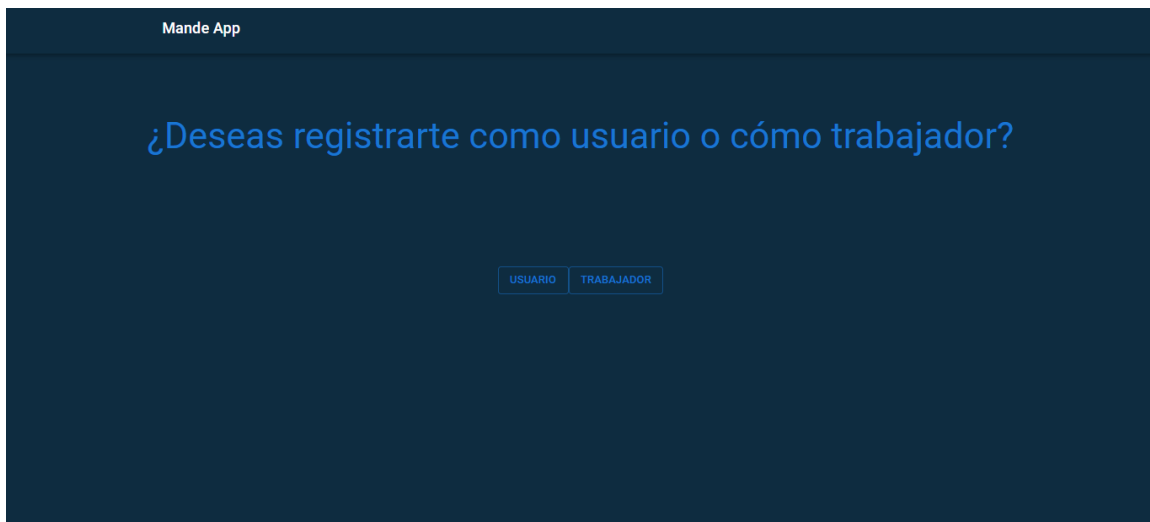 Mande App
¿Deseas registrarte como usuario o cómo trabajador?
USUARIO TRABAJADOR